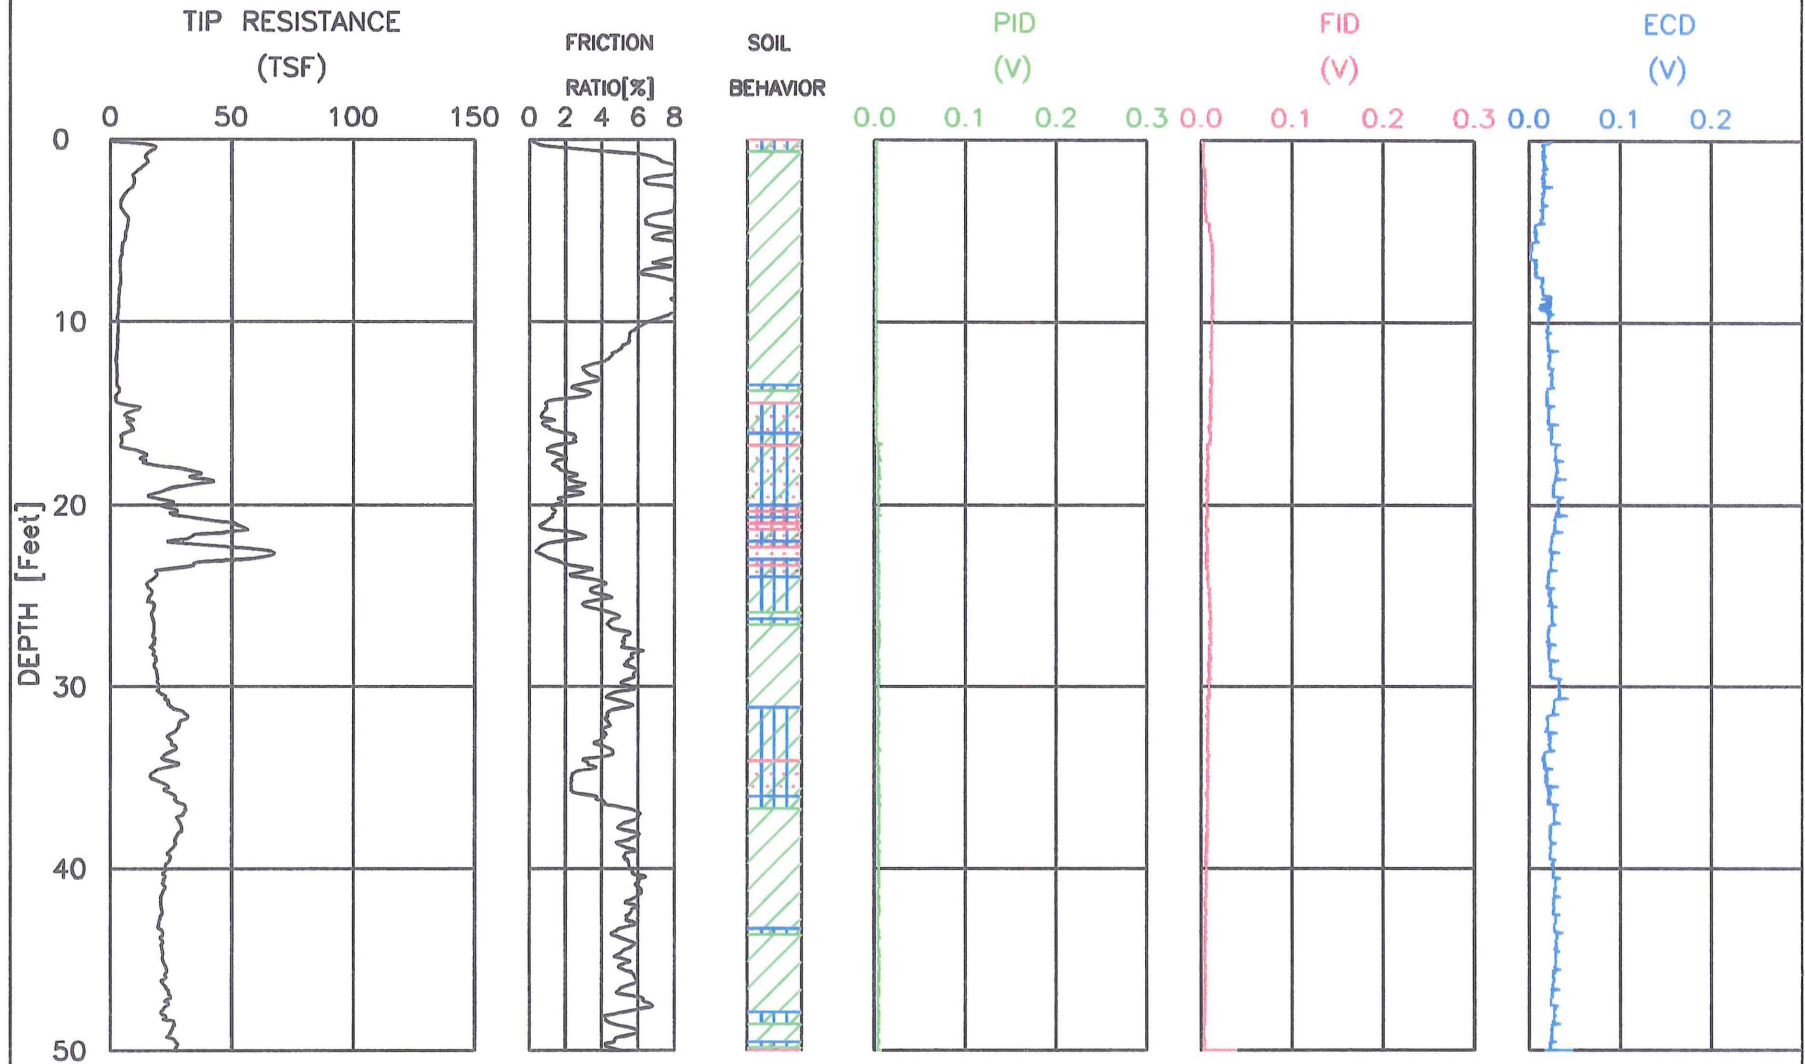 TIP RESISTANCE
(TSF)
FRICTION
RATIO[%]
SOIL
BEHAVIOR
PID
(V)
FID
(V)
ECD
(V)
0 50 100 150
0 2 4 6 8
0.0 0.1 0.2 0.3
0.0 0.1 0.2 0.3
0.0 0.1 0.2
0
10
20
30
40
50
DEPTH [Feet]